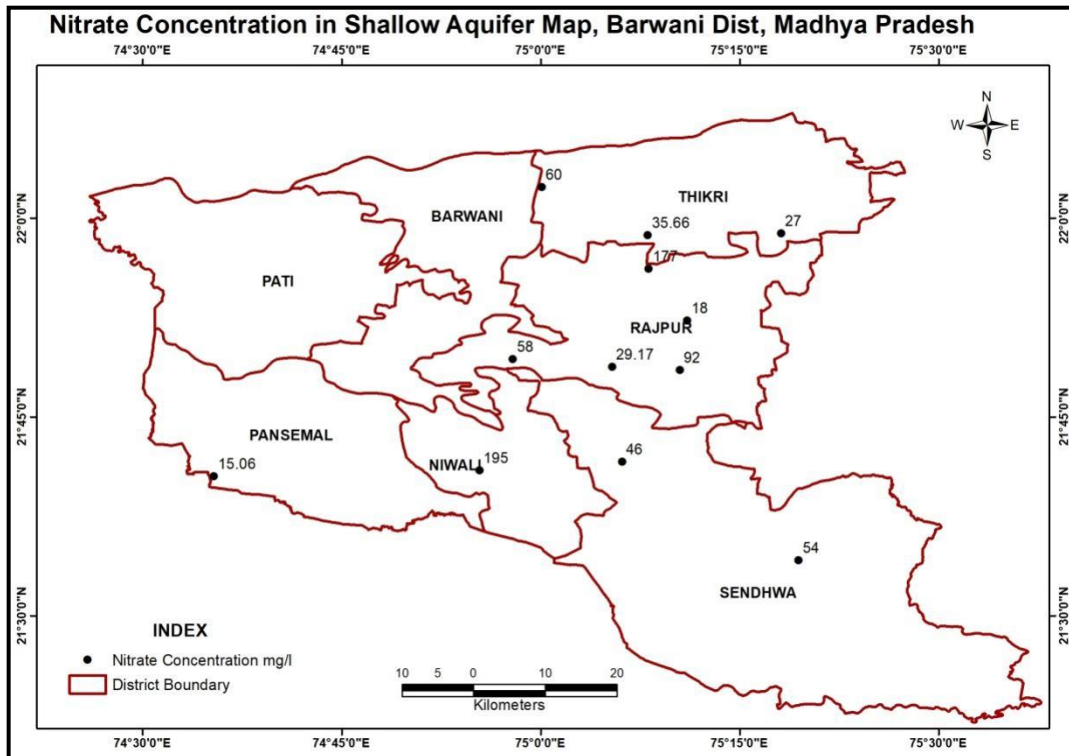 Nitrate Concentration in Shallow Aquifer Map, Barwani Dist, Madhya Pradesh
74°30'0"E 74°45'0"E 75°0'0"E 75°15'0"E 75°30'0"E
N
W E
S
60
THIKRI
BARWANI
22°0'0"N 35.66 27 22°0'0"N
177
PATI
18
RAJPUR
58
29.17 92
21°45'0"N 21°45'0"N
PANSEMAL
46
NIWALI 195
15.06
54
SENDHWA
21°30'0"N 21°30'0"N
INDEX
Nitrate Concentration mg/l
District Boundary
10 5 0 10 20
Kilometers
74°30'0"E 74°45'0"E 75°0'0"E 75°15'0"E 75°30'0"E